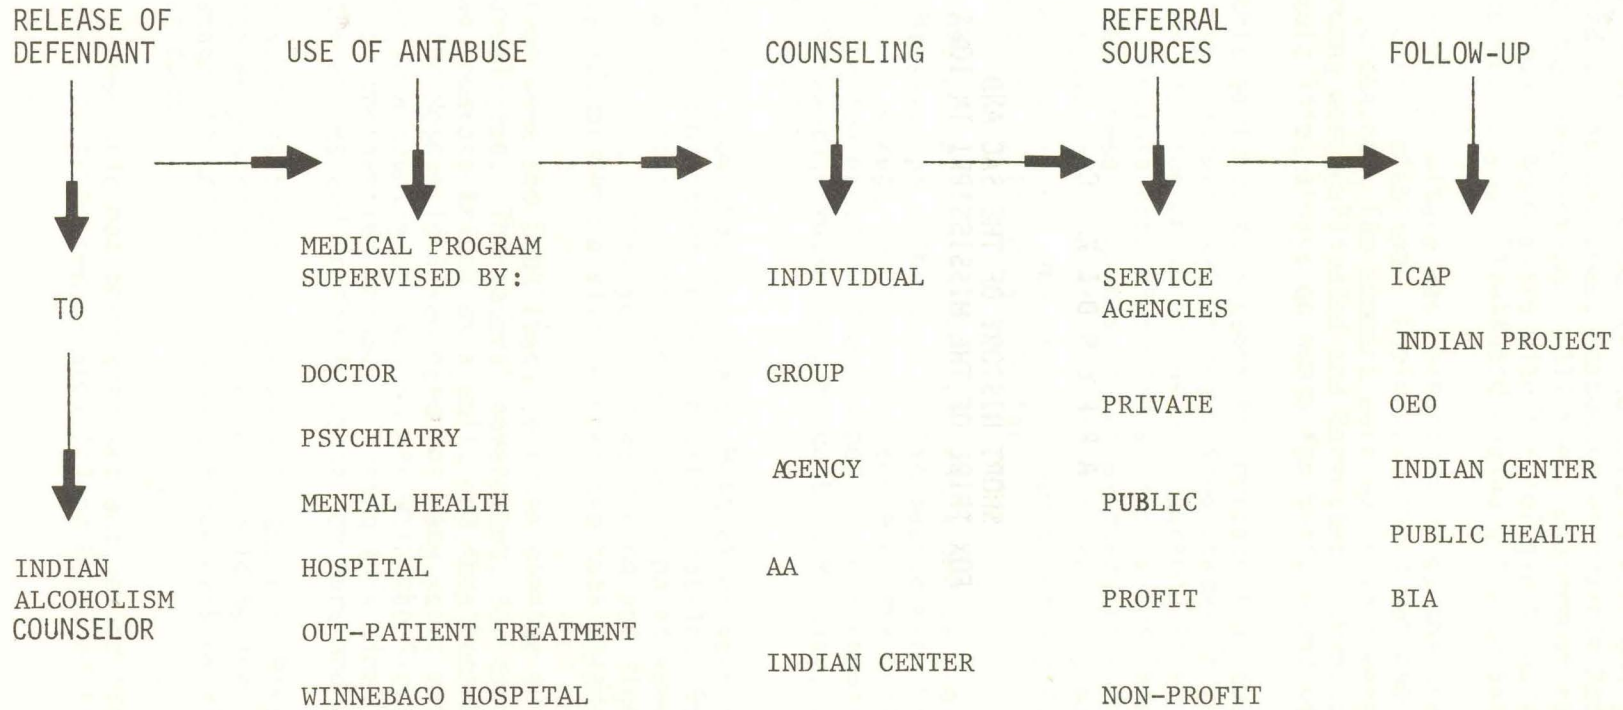 RELEASE OF
DEFENDANT
TO
INDIAN
ALCOHOLISM
COUNSELOR
USE OF ANTABUSE
MEDICAL PROGRAM
SUPERVISED BY:
DOCTOR
PSYCHIATRY
MENTAL HEALTH
HOSPITAL
OUT-PATIENT TREATMENT
WINNEBAGO HOSPITAL
COUNSELING
INDIVIDUAL
GROUP
AGENCY
AA
INDIAN CENTER
REFERRAL
SOURCES
SERVICE
AGENCIES
PRIVATE
PUBLIC
PROFIT
NON-PROFIT
FOLLOW-UP
ICAP
INDIAN PROJECT
OEO
INDIAN CENTER
PUBLIC HEALTH
BIA